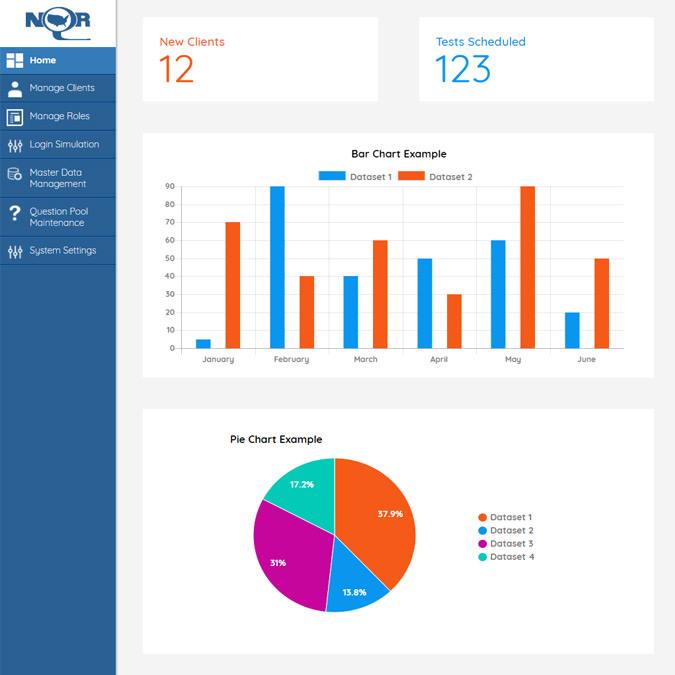 NQR
Home
Manage Clients
Manage Roles
Login Simulation
Master Data
Management
Question Pool
Maintenance
System Settings
New Clients
12
Tests Scheduled
123
Bar Chart Example
Dataset 1 Dataset 2
90
80
70
60
50
40
30
20
10
0
January February March April May June
Pie Chart Example
17.2%
37.9%
31%
13.8%
Dataset 1
Dataset 2
Dataset 3
Dataset 4